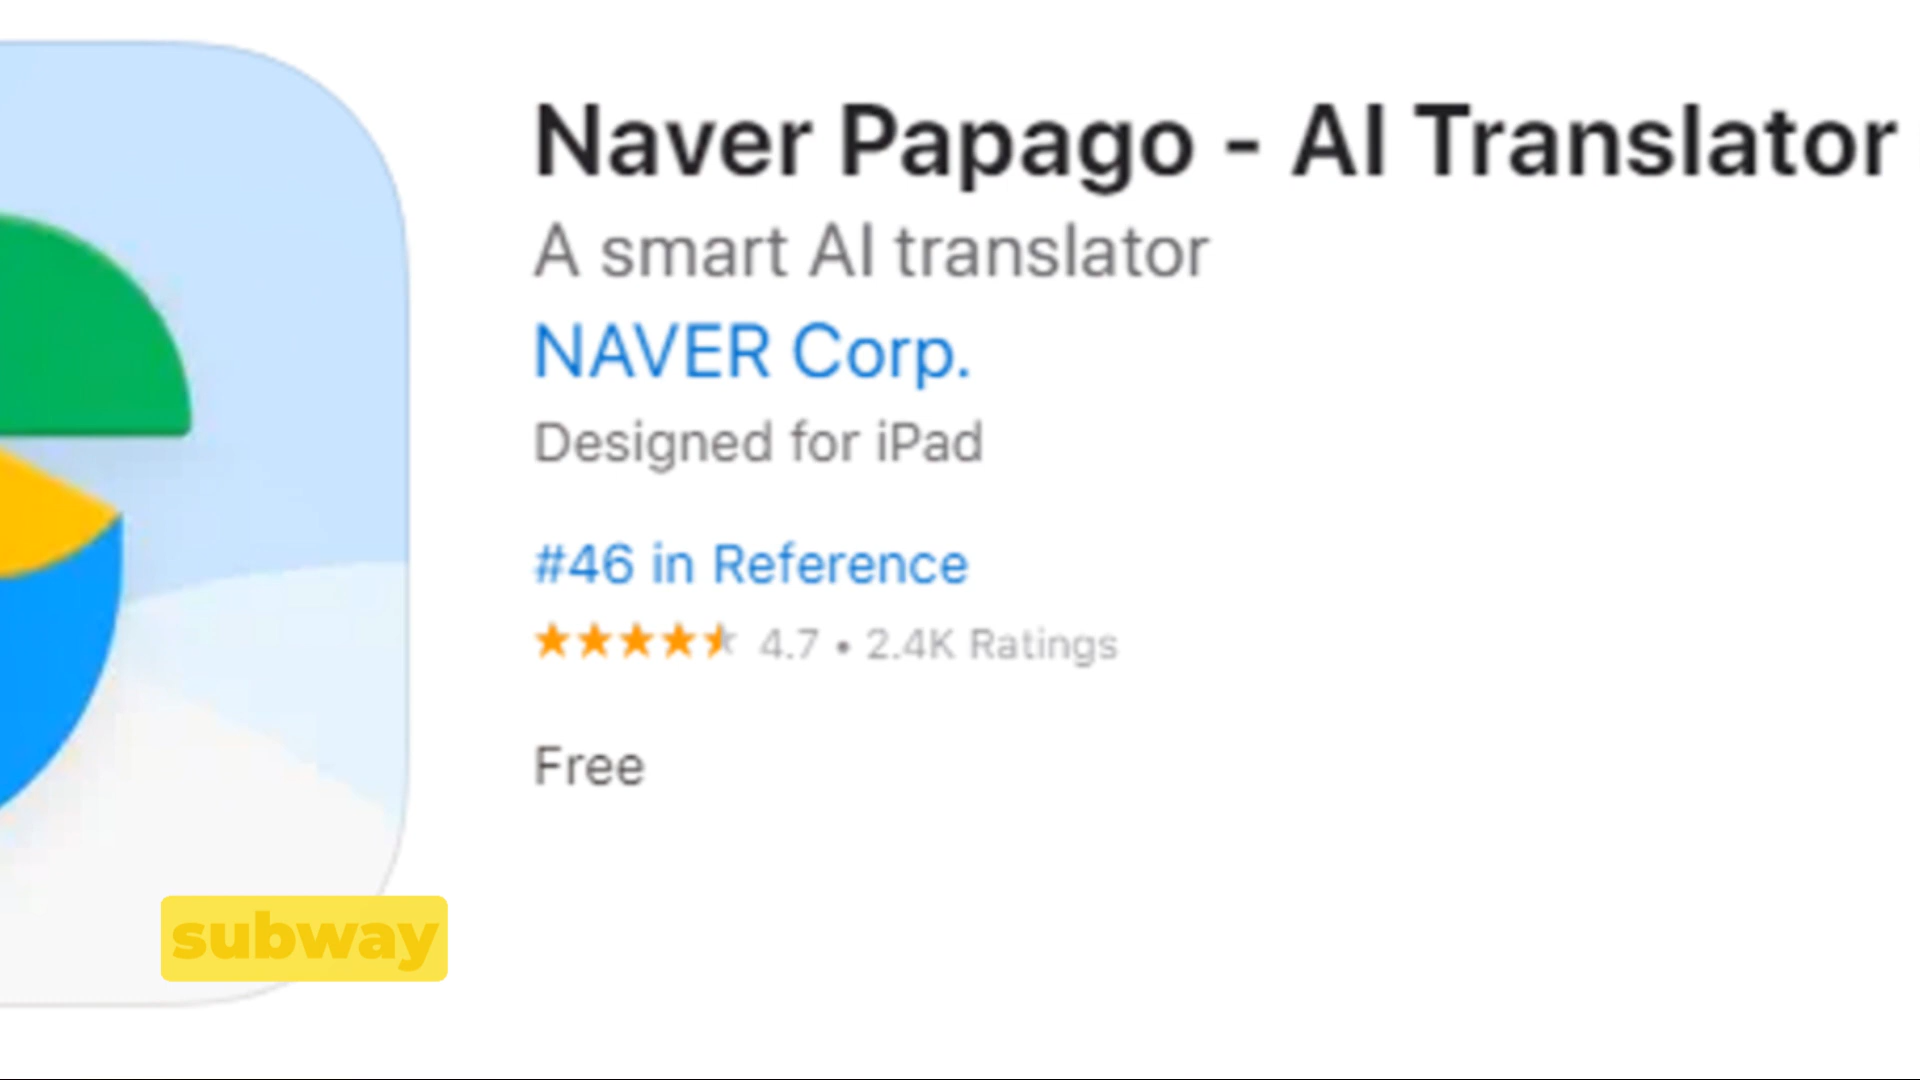 Naver Papago - AI Translator
A smart AI translator
NAVER Corp.
Designed for iPad
#46 in Reference
4.7 • 2.4K Ratings
Free
subway